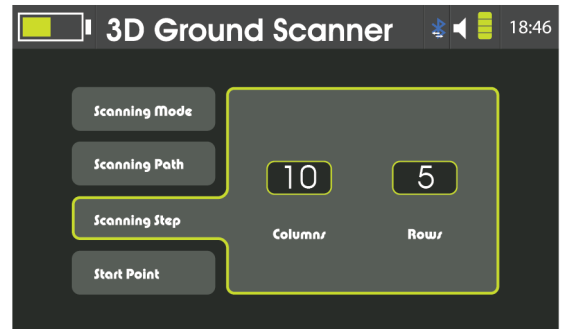 3D Ground Scanner
18:46
Scanning Mode
Scanning Path
Scanning Step
Start Point
10
5
Columns
Rows